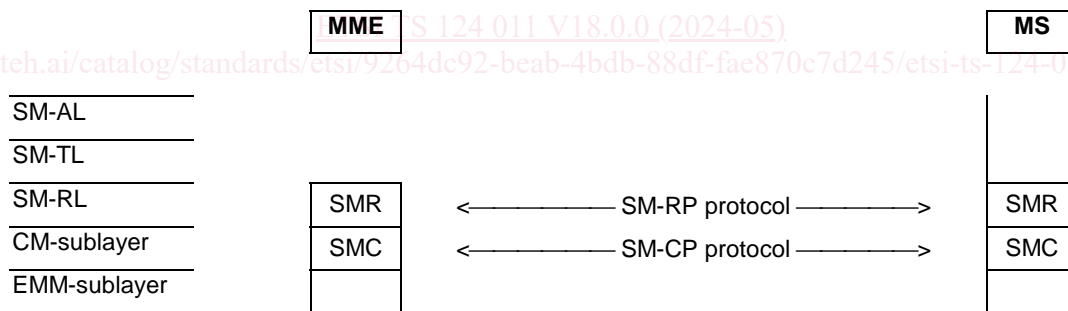 MME TS 124 011 V18.0.0 (2024-05) MS
teh.ai/catalog/standards/etsi/9264dc92-beab-4bdb-88df-fae870c7d245/etsi-ts-124-0
SM-AL
SM-TL
SM-RL SMR <—————— SM-RP protocol ——————> SMR
CM-sublayer SMC <—————— SM-CP protocol ——————> SMC
EMM-sublayer